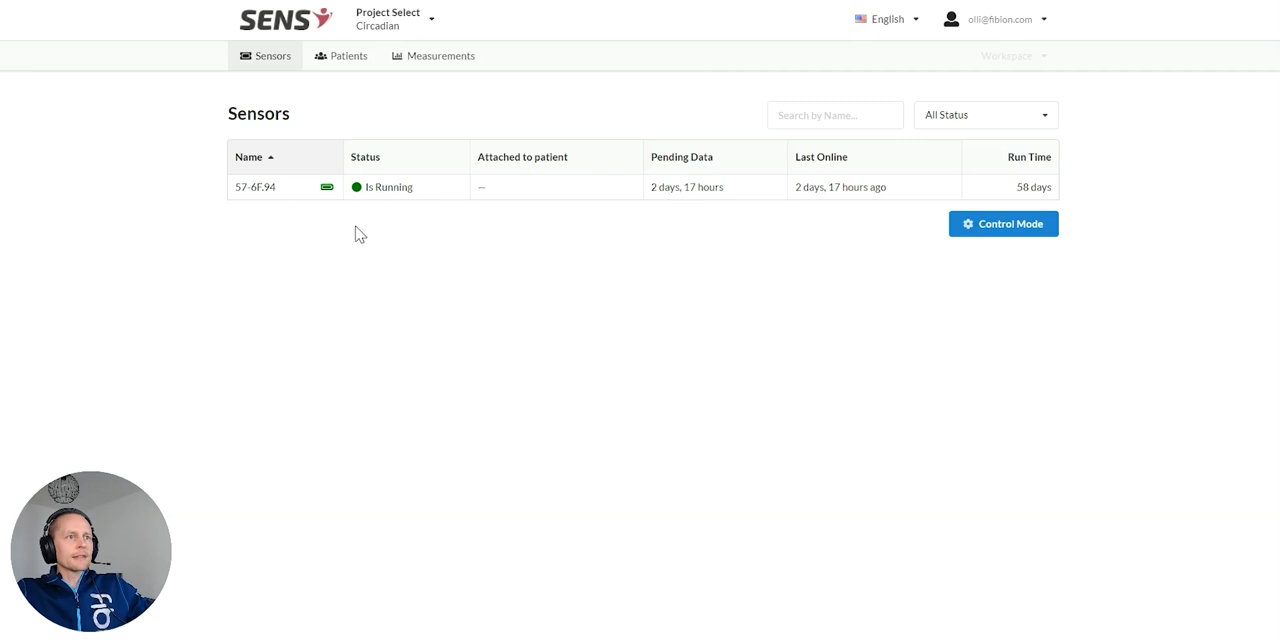 SENS
Project Select
Circadian
English
olli@fibion.com
Sensors
Patients
Measurements
Workspace
Sensors
Search by Name...
All Status
Name
Status
Attached to patient
Pending Data
Last Online
Run Time
57-6F.94
Is Running
—
2 days, 17 hours
2 days, 17 hours ago
58 days
Control Mode
fib